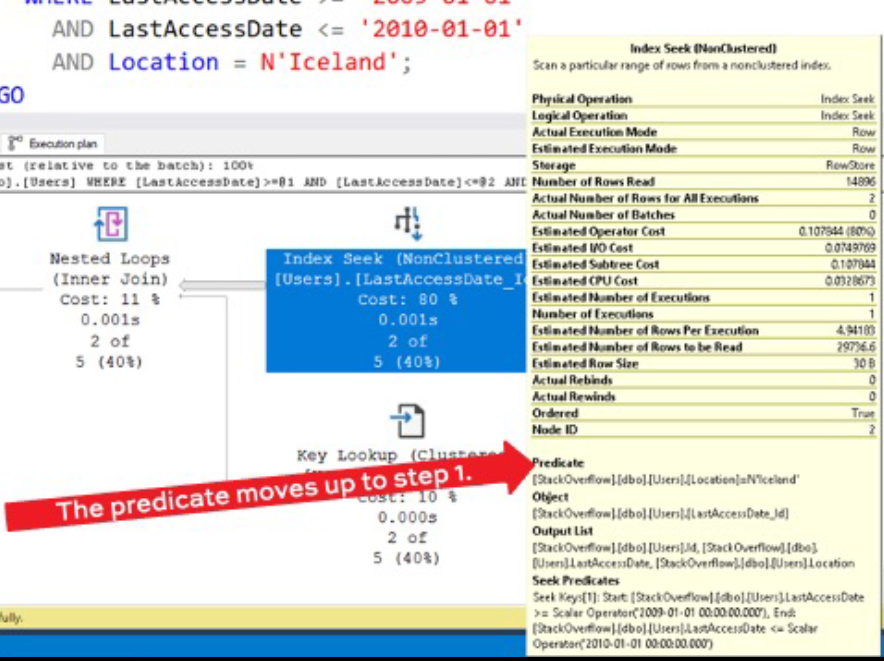 WHERE LastAccessDate >= '2009-01-01'
AND LastAccessDate <= '2010-01-01'
AND Location = N'Iceland';
GO
Execution plan
st (relative to the batch): 100%
o].[Users] WHERE [LastAccessDate]>=@1 AND [LastAccessDate]<=@2 AND
Nested Loops
(Inner Join)
Cost: 11 %
0.001s
2 of
5 (40%)
Index Seek (NonClustered
[Users].[LastAccessDate_I
Cost: 80 %
0.001s
2 of
5 (40%)
Key Lookup (Clustere
Cost: 10 %
0.000s
2 of
5 (40%)
The predicate moves up to step 1.
fully.
Index Seek (NonClustered)
Scan a particular range of rows from a nonclustered index.
Physical Operation Index Seek
Logical Operation Index Seek
Actual Execution Mode Row
Estimated Execution Mode Row
Storage RowStore
Number of Rows Read 14896
Actual Number of Rows for All Executions 2
Actual Number of Batches 0
Estimated Operator Cost 0.107844 (80%)
Estimated I/O Cost 0.0749769
Estimated Subtree Cost 0.107844
Estimated CPU Cost 0.0328673
Estimated Number of Executions 1
Number of Executions 1
Estimated Number of Rows Per Execution 4.94183
Estimated Number of Rows to be Read 29736.6
Estimated Row Size 30 B
Actual Rebinds 0
Actual Rewinds 0
Ordered True
Node ID 2
Predicate
[StackOverflow].[dbo].[Users].[Location]=N'Iceland'
Object
[StackOverflow].[dbo].[Users].[LastAccessDate_Id]
Output List
[StackOverflow].[dbo].[Users].Id, [StackOverflow].[dbo].
[Users].LastAccessDate, [StackOverflow].[dbo].[Users].Location
Seek Predicates
Seek Keys[1]: Start: [StackOverflow].[dbo].[Users].LastAccessDate
>= Scalar Operator('2009-01-01 00:00:00.000'), End:
[StackOverflow].[dbo].[Users].LastAccessDate <= Scalar
Operator('2010-01-01 00:00:00.000')